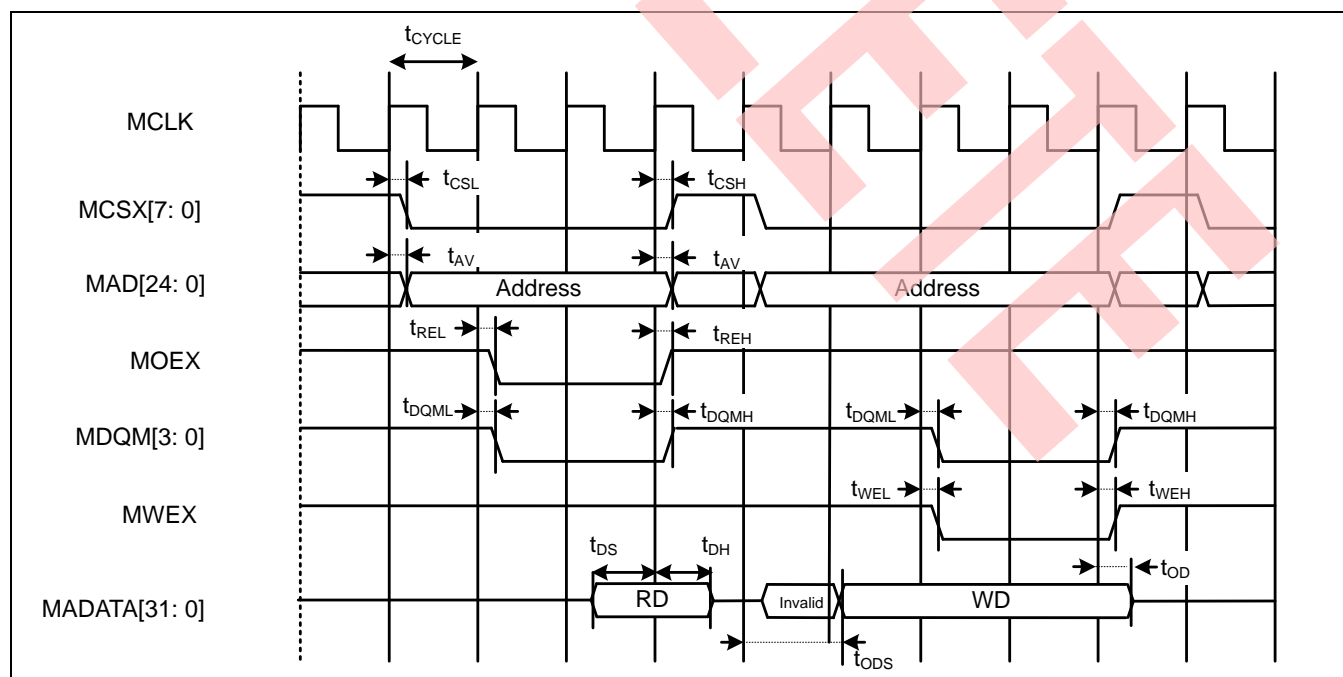 tCYCLE
MCLK
tCSL tCSH
MCSX[7: 0]
tAV tAV
MAD[24: 0] Address Address
tREL tREH
MOEX
tDQML tDQMH tDQML tDQMH
MDQM[3: 0]
tWEL tWEH
MWEX
tDS tDH tOD
MADATA[31: 0] RD Invalid WD
tODS